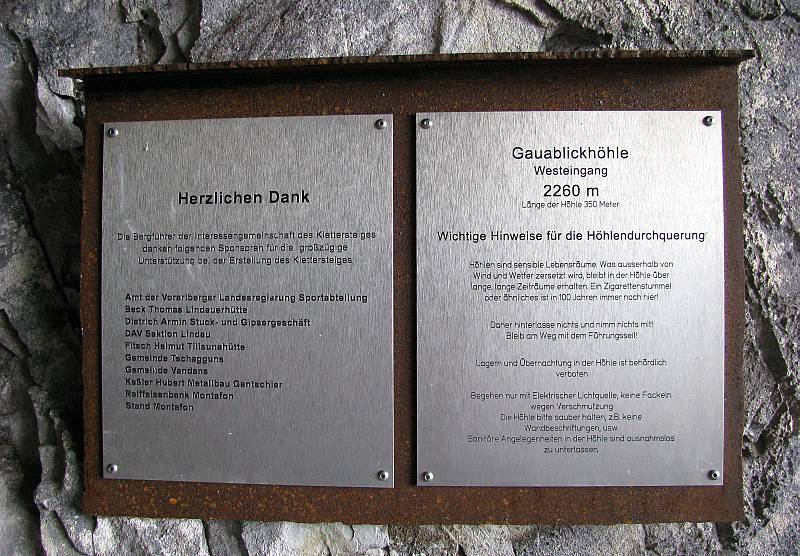 Herzlichen Dank
Die Bergführer der Interessengemeinschaft des Klettersteiges
danken folgenden Sponsoren für die großzügige
Unterstützung bei der Erstellung des Klettersteiges
Amt der Vorarlberger Landesregierung Sportabteilung
Beck Thomas Lindauerhütte
Dietrich Armin Stuck- und Gipsergeschäft
DAV Sektion Lindau
Fitsch Helmut Tilisunahütte
Gemeinde Tschagguns
Gemeinde Vandans
Keßler Hubert Metallbau Gantschier
Raiffeisenbank Montafon
Stand Montafon
Gauablickhöhle
Westeingang
2260 m
Länge der Höhle 350 Meter
Wichtige Hinweise für die Höhlendurchquerung
Höhlen sind sensible Lebensräume. Was ausserhalb von
Wind und Wetter zersetzt wird, bleibt in der Höhle über
lange, lange Zeiträume erhalten. Ein Zigarettenstummel
oder ähnliches ist in 100 Jahren immer noch hier!
Daher hinterlasse nichts und nimm nichts mit!
Bleib am Weg mit dem Führungsseil!
Lagern und Übernachtung in der Höhle ist behördlich
verboten.
Begehen nur mit Elektrischer Lichtquelle, keine Fackeln
wegen Verschmutzung
Die Höhle bitte sauber halten, z.B. keine
Wandbeschriftungen, usw.
Sanitäre Angelegenheiten in der Höhle sind ausnahmslos
zu unterlassen.